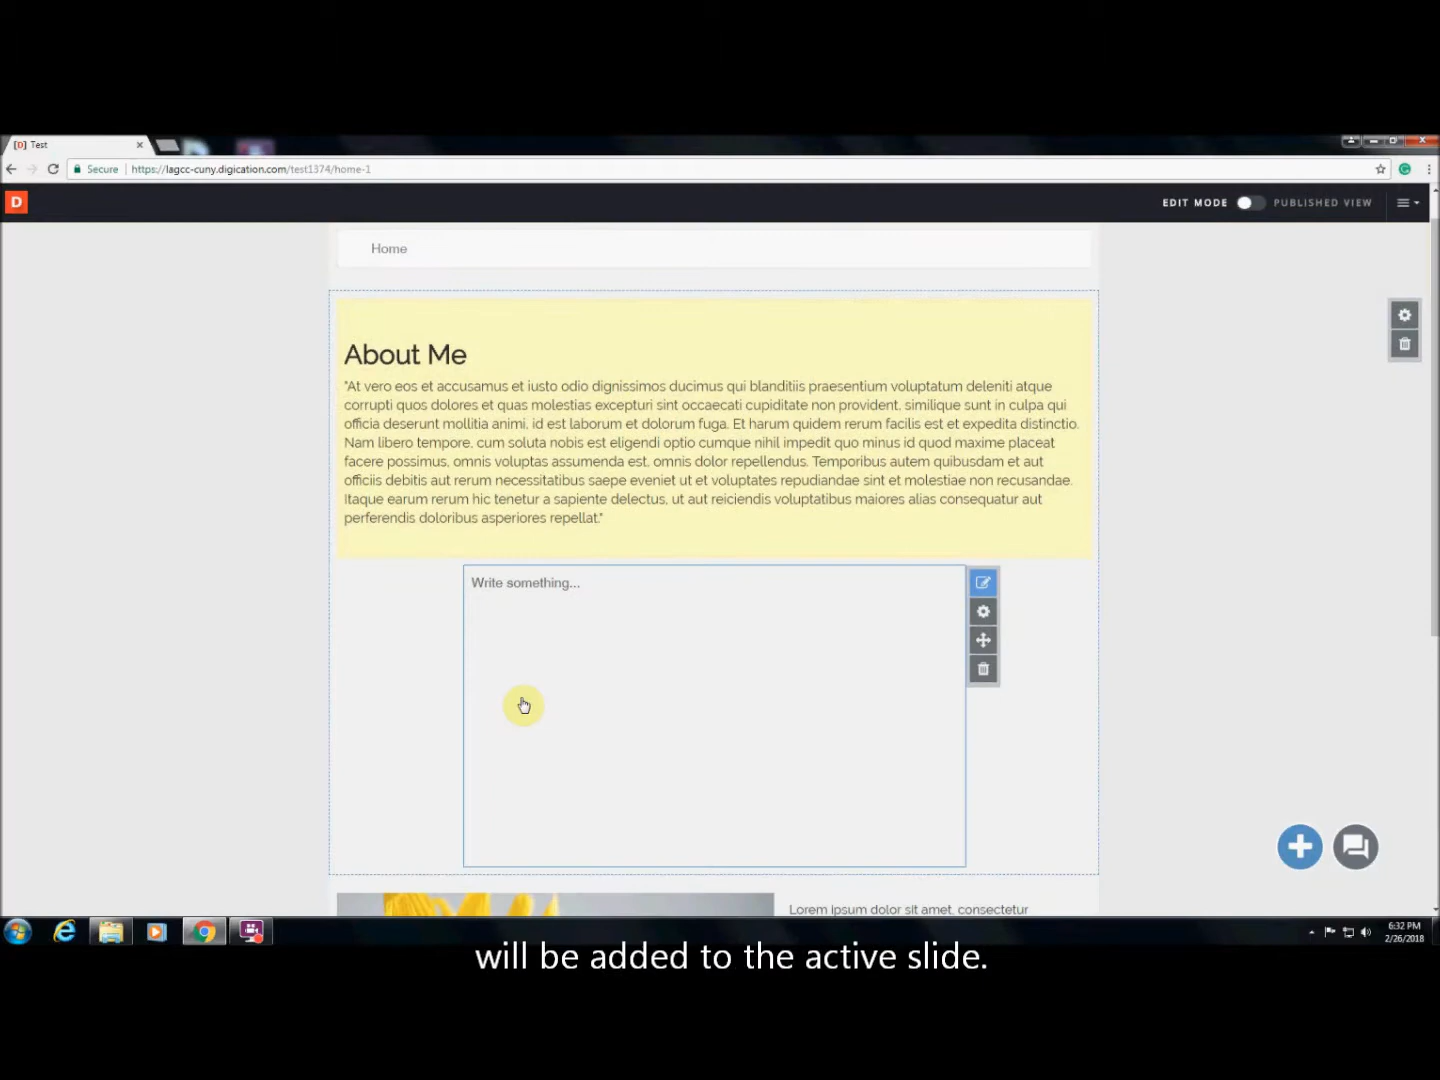 [D] Test
Secure | https://lagcc-cuny.digication.com/test1374/home-1
D
EDIT MODE PUBLISHED VIEW
Home
About Me
"At vero eos et accusamus et iusto odio dignissimos ducimus qui blanditiis praesentium voluptatum deleniti atque
corrupti quos dolores et quas molestias excepturi sint occaecati cupiditate non provident, similique sunt in culpa qui
officia deserunt mollitia animi, id est laborum et dolorum fuga. Et harum quidem rerum facilis est et expedita distinctio.
Nam libero tempore, cum soluta nobis est eligendi optio cumque nihil impedit quo minus id quod maxime placeat
facere possimus, omnis voluptas assumenda est, omnis dolor repellendus. Temporibus autem quibusdam et aut
officiis debitis aut rerum necessitatibus saepe eveniet ut et voluptates repudiandae sint et molestiae non recusandae.
Itaque earum rerum hic tenetur a sapiente delectus, ut aut reiciendis voluptatibus maiores alias consequatur aut
perferendis doloribus asperiores repellat."
Write something...
Lorem ipsum dolor sit amet, consectetur
6:32 PM
2/26/2018
will be added to the active slide.